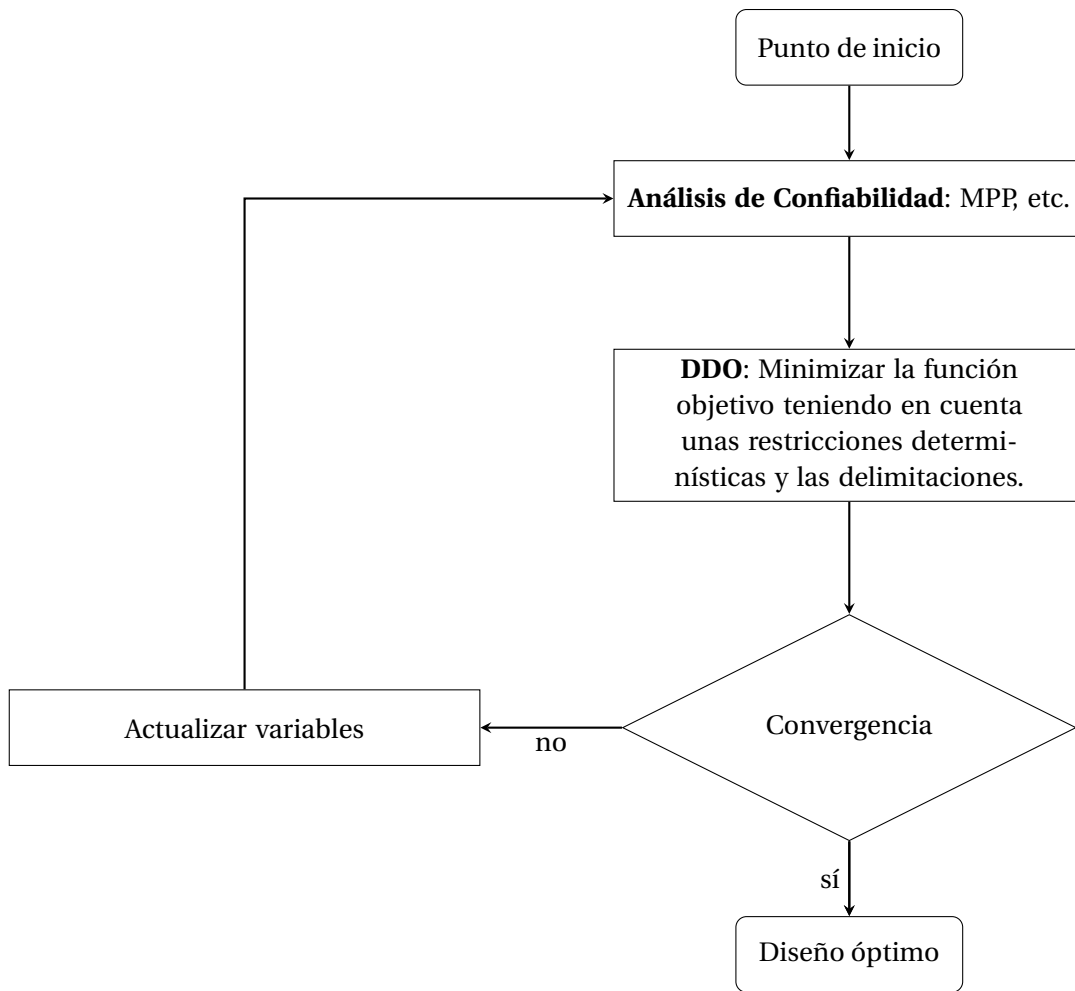 Punto de inicio
Análisis de Confiabilidad: MPP, etc.
DDO: Minimizar la función
objetivo teniendo en cuenta
unas restricciones determi-
nísticas y las delimitaciones.
Convergencia
Actualizar variables
no
sí
Diseño óptimo